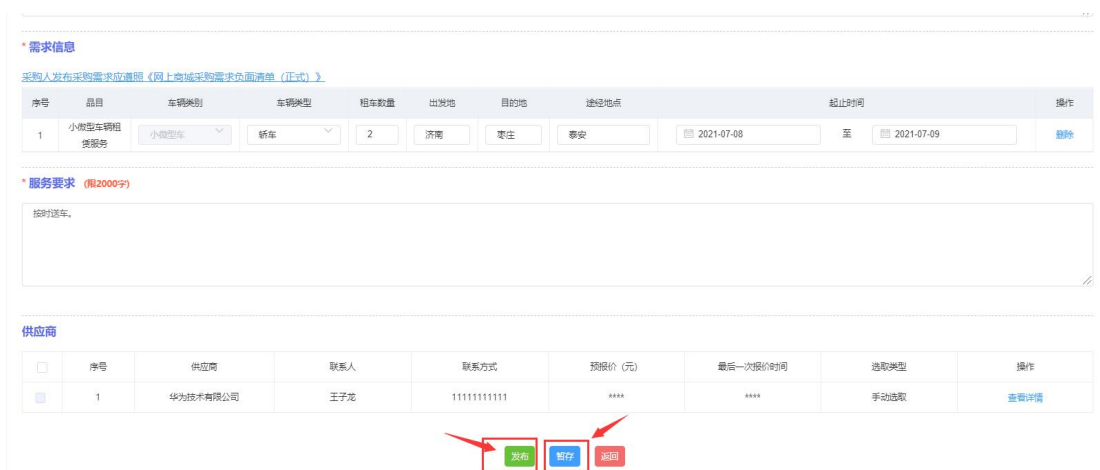 * 需求信息
采购人发布采购需求应遵照《网上商城采购需求负面清单（正式）》
序号 品目 车辆类别 车辆类型 租车数量 出发地 目的地 途经地点 起止时间 操作
1 小微型车辆租赁服务 小微型车 轿车 2 济南 枣庄 泰安 2021-07-08 至 2021-07-09 删除
* 服务要求 (限2000字)
按时送车。
供应商
序号 供应商 联系人 联系方式 预报价（元） 最后一次报价时间 选取类型 操作
1 华为技术有限公司 王子龙 11111111111 **** **** 手动选取 查看详情
发布 暂存 返回